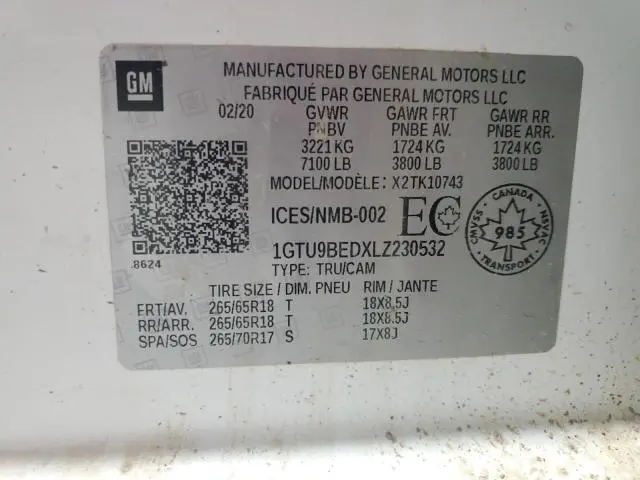 GM
MANUFACTURED BY GENERAL MOTORS LLC
FABRIQUÉ PAR GENERAL MOTORS LLC
02/20 GVWR GAWR FRT GAWR RR
PNBV PNBE AV. PNBE ARR.
3221 KG 1724 KG 1724 KG
7100 LB 3800 LB 3800 LB
MODEL/MODÈLE: X2TK10743
ICES/NMB-002 EC
CANADA
CMVSS 985 NSVAC
TRANSPORT
8624
1GTU9BEDXLZ230532
TYPE: TRU/CAM
TIRE SIZE / DIM. PNEU RIM / JANTE
FRT/AV. 265/65R18 T 18X8.5J
RR/ARR. 265/65R18 T 18X8.5J
SPA/SOS 265/70R17 S 17X8J